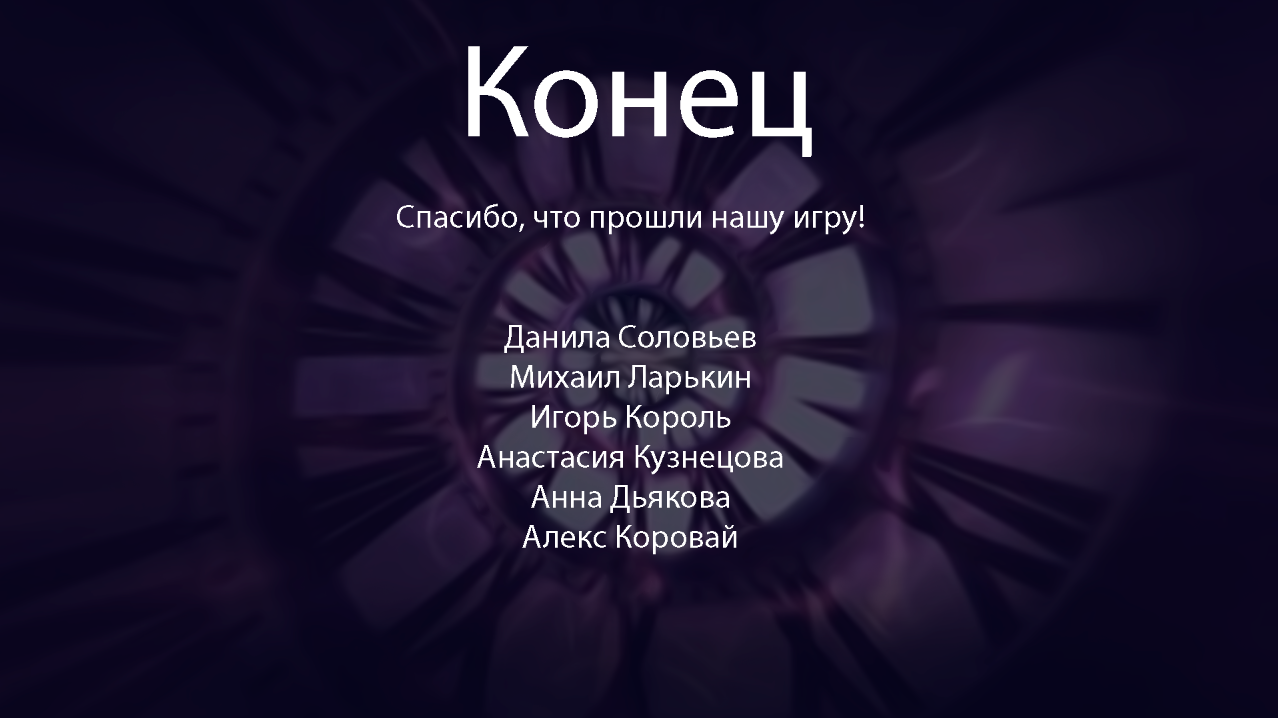 Конец
Спасибо, что прошли нашу игру!
Данила Соловьев
Михаил Ларькин
Игорь Король
Анастасия Кузнецова
Анна Дьякова
Алекс Коровай